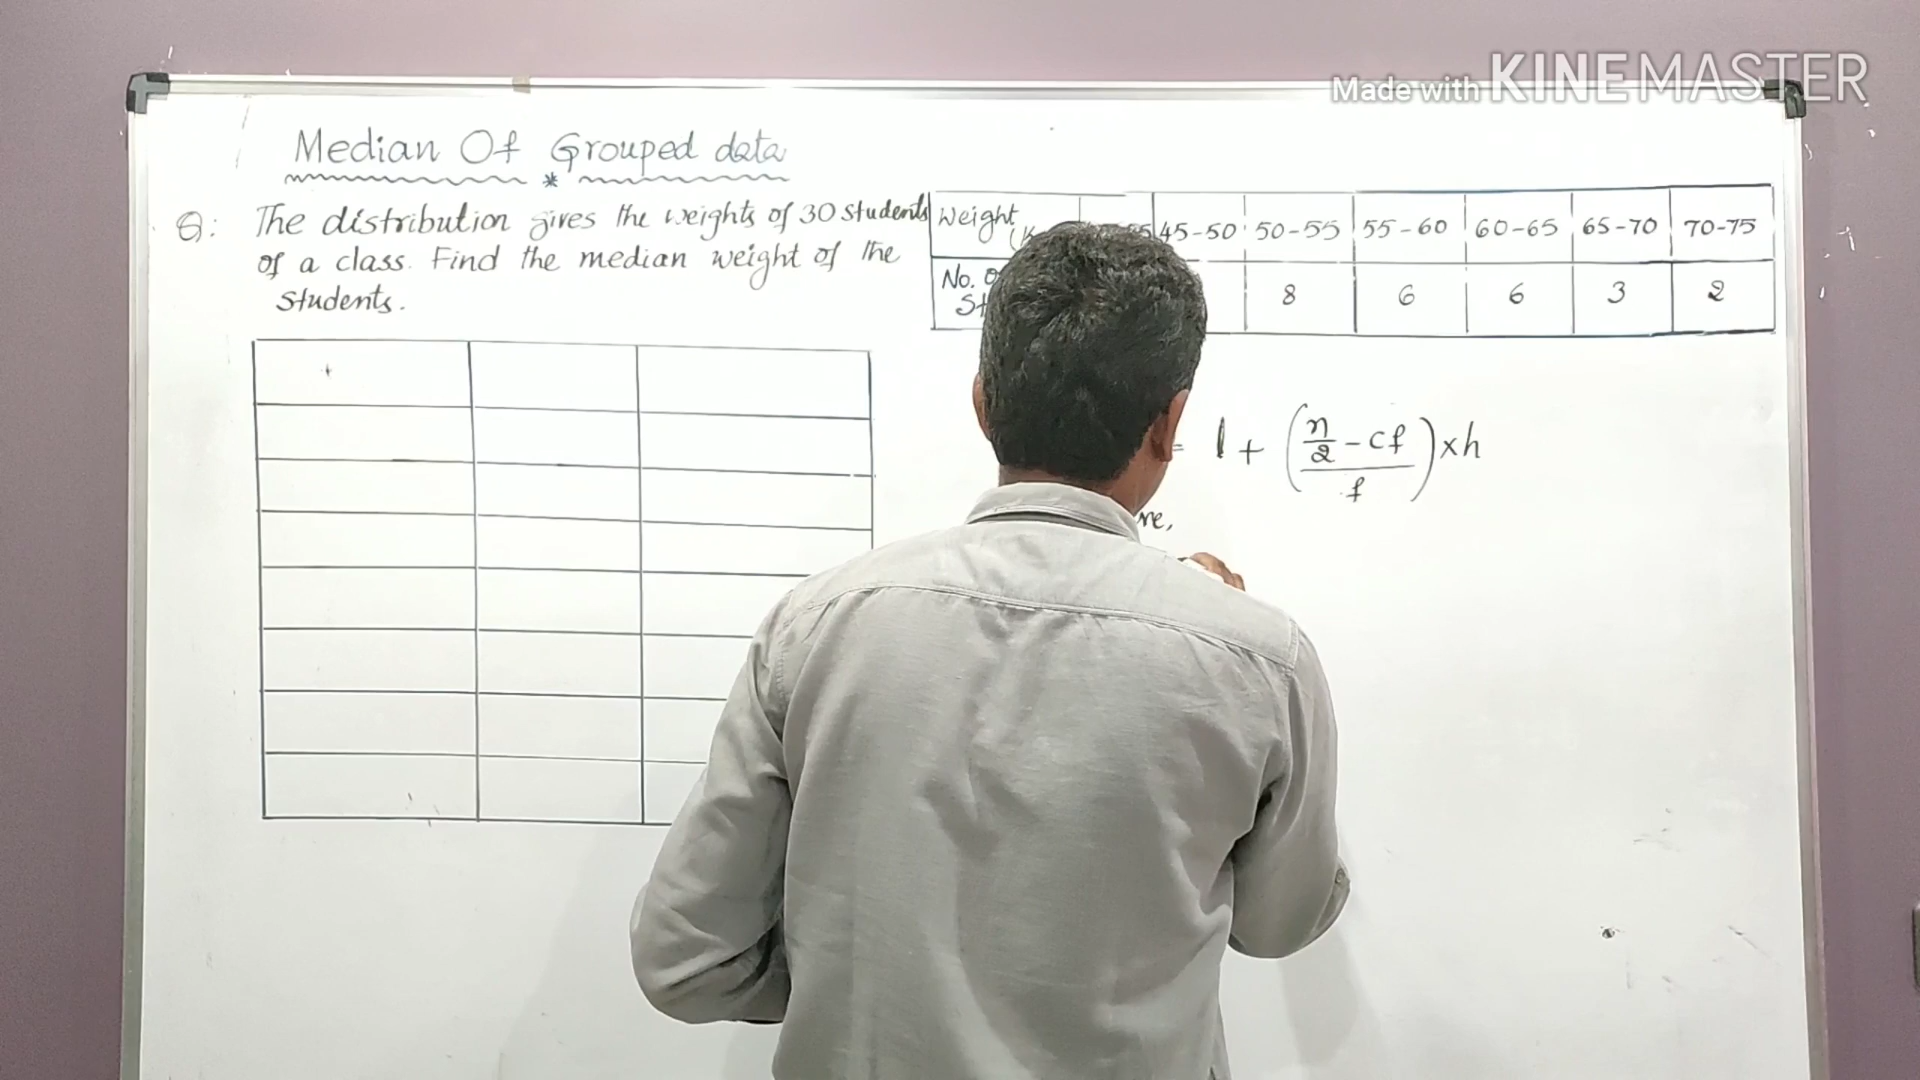 Made with KINEMASTER
Median Of Grouped data
Q: The distribution gives the weights of 30 students
of a class. Find the median weight of the
students.
Weight 45-50 50-55 55-60 60-65 65-70 70-75
No. 8 6 6 3 2
= l + ( (n/2 - cf) / f ) x h